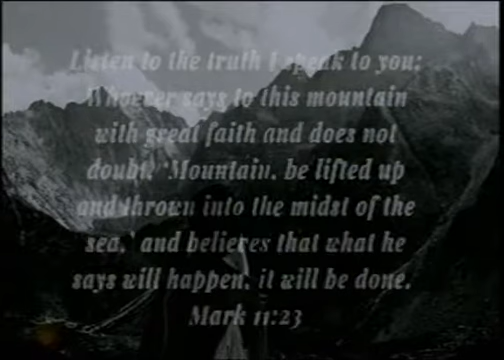 Listen to the truth I speak to you:
Whoever says to this mountain
with great faith and does not
doubt, 'Mountain, be lifted up
and thrown into the midst of the
sea,' and believes that what he
says will happen, it will be done.
Mark 11:23